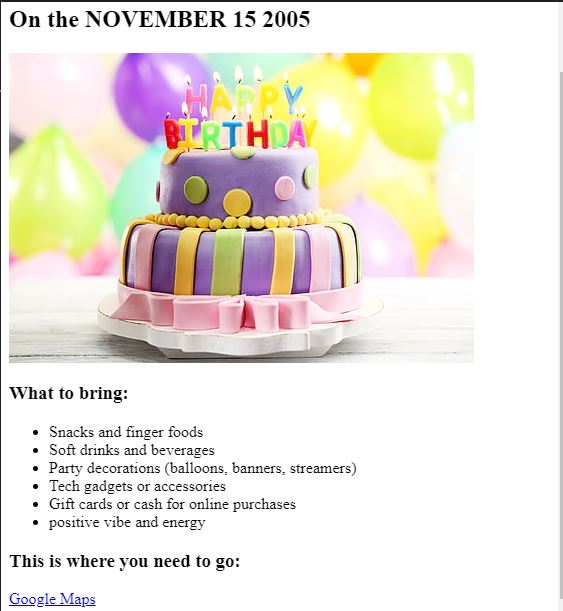 On the NOVEMBER 15 2005
HAPPY
BIRTHDAY
What to bring:
Snacks and finger foods
Soft drinks and beverages
Party decorations (balloons, banners, streamers)
Tech gadgets or accessories
Gift cards or cash for online purchases
positive vibe and energy
This is where you need to go:
Google Maps